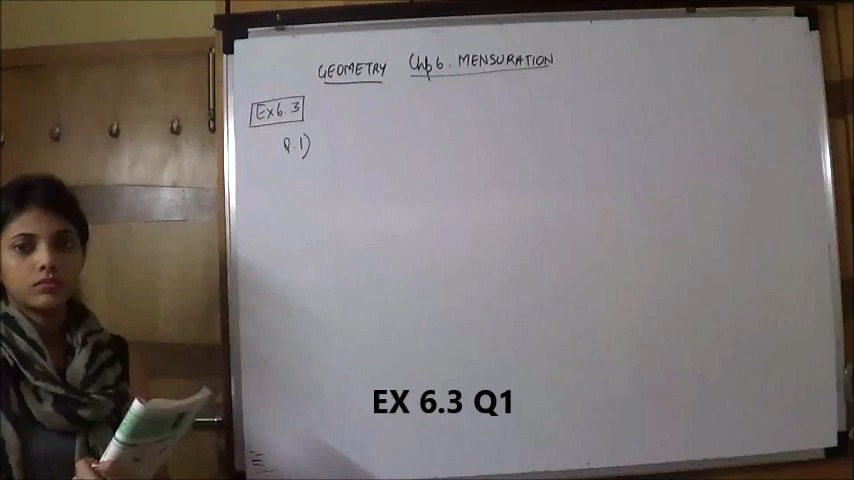 GEOMETRY Chp 6. MENSURATION
Ex 6.3
Q.1)
EX 6.3 Q1